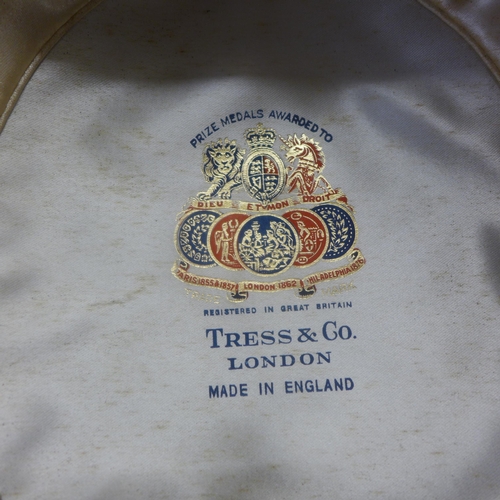 PRIZE MEDALS AWARDED TO
DIEU ET MON DROIT
PARIS.1855&1857 LONDON.1862 PHILADELPHIA.1876
REGISTERED IN GREAT BRITAIN
TRESS & CO.
LONDON
MADE IN ENGLAND